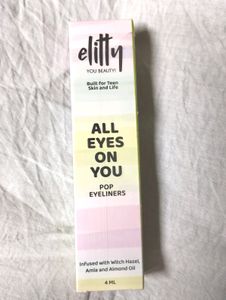 elitty
YOU BEAUTY!
Built for Teen
Skin and Life
ALL
EYES
ON
YOU
POP
EYELINERS
Infused with Witch Hazel,
Amla and Almond Oil
4 ML